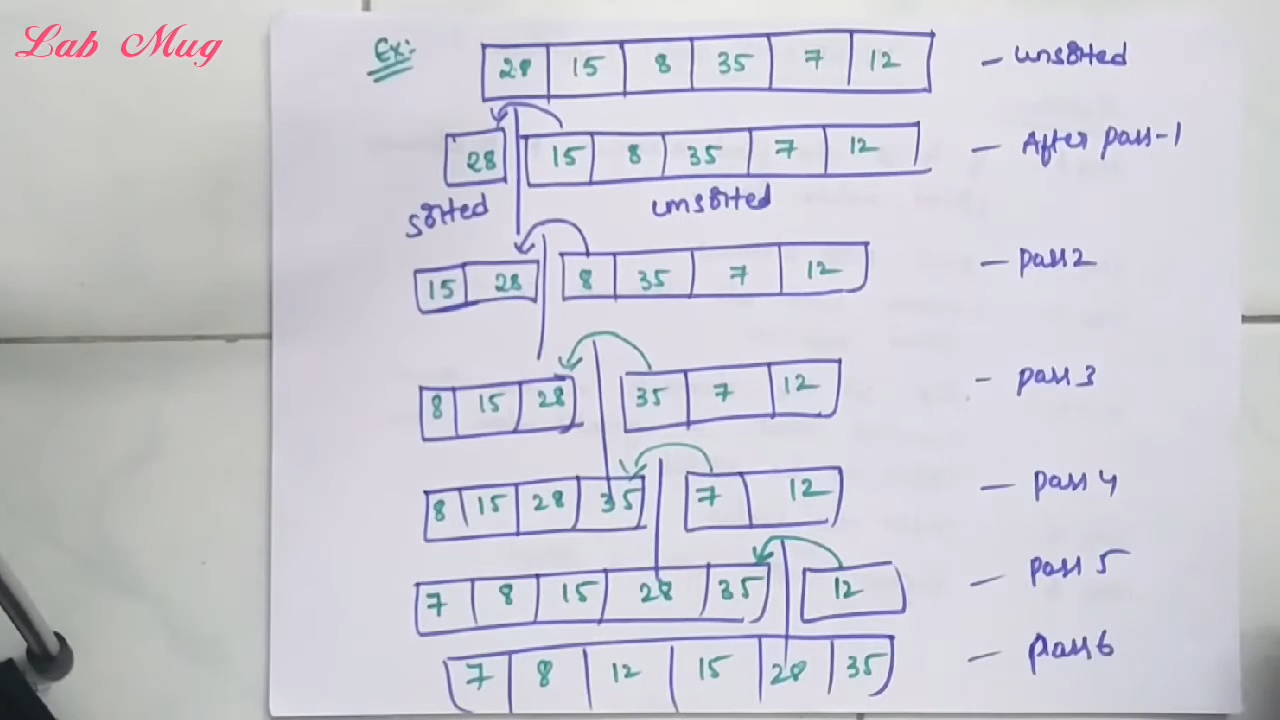 Lab Mug
Ex:-
28 15 8 35 7 12 - unsorted
28 15 8 35 7 12 - After pass-1
sorted unsorted
15 28 8 35 7 12 - pass2
8 15 28 35 7 12 - pass 3
8 15 28 35 7 12 - pass 4
7 8 15 28 35 12 - pass 5
7 8 12 15 28 35 - pass 6